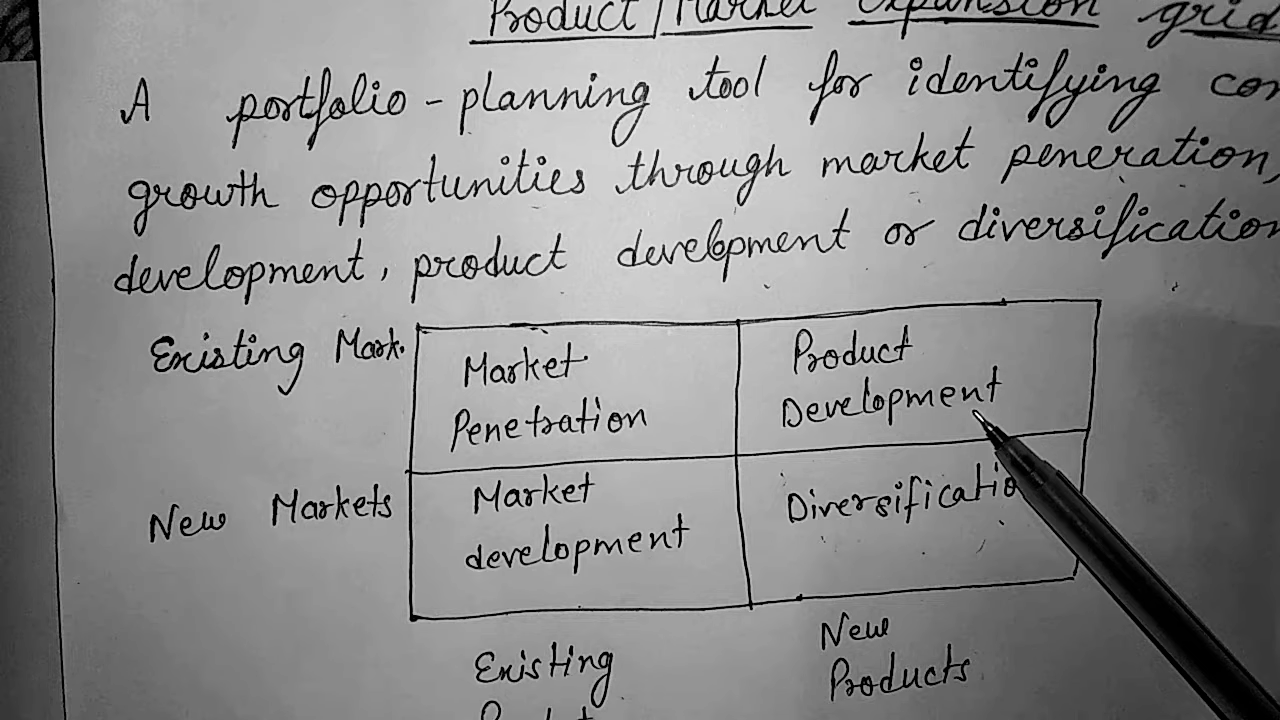 Product/Market Expansion grid
A portfolio-planning tool for identifying
growth opportunities through market peneration,
development, product development or diversification
Existing Mark.
Market
Penetration
Product
Development
New Markets
Market
development
Diversification
Existing
New
Products